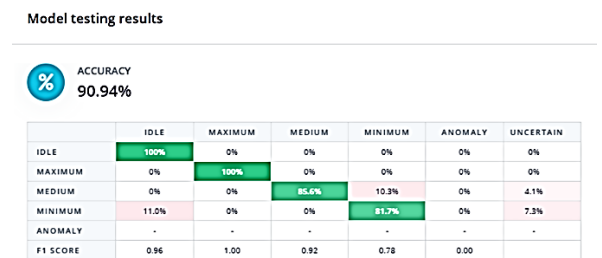 Model testing results
%
ACCURACY
90.94%
IDLE MAXIMUM MEDIUM MINIMUM ANOMALY UNCERTAIN
IDLE 100% 0% 0% 0% 0% 0%
MAXIMUM 0% 100% 0% 0% 0% 0%
MEDIUM 0% 0% 85.6% 10.3% 0% 4.1%
MINIMUM 11.0% 0% 0% 81.7% 0% 7.3%
ANOMALY - - - - - -
F1 SCORE 0.96 1.00 0.92 0.78 0.00